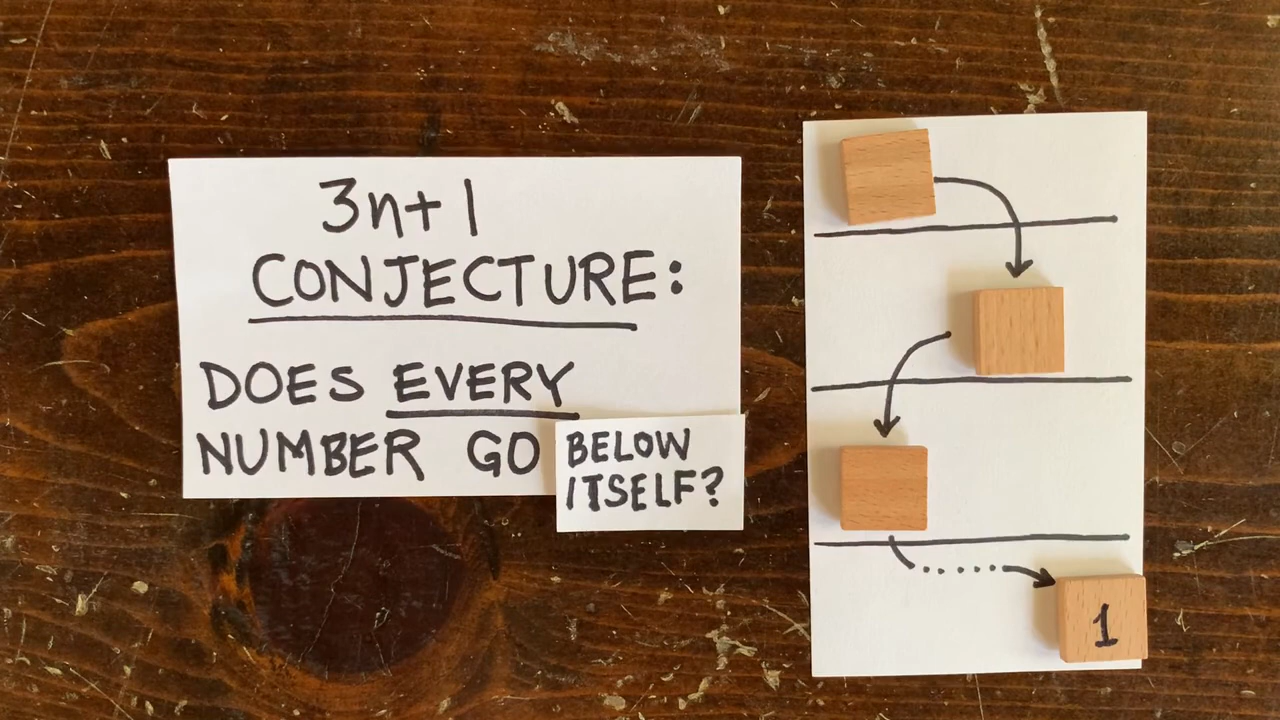 3n+1
CONJECTURE:
DOES EVERY
NUMBER GO
BELOW
ITSELF?
1